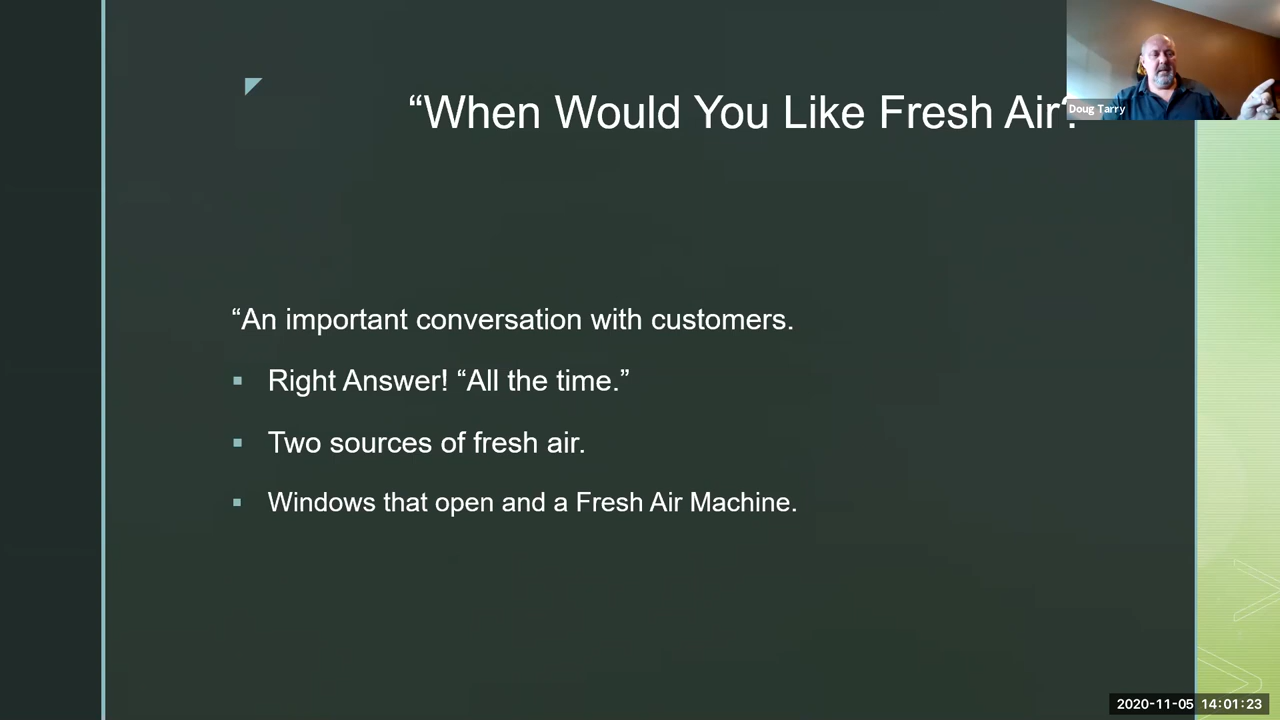 “When Would You Like Fresh Air?
Doug Tarry
“An important conversation with customers.
▪ Right Answer! “All the time.”
▪ Two sources of fresh air.
▪ Windows that open and a Fresh Air Machine.
2020-11-05 14:01:23